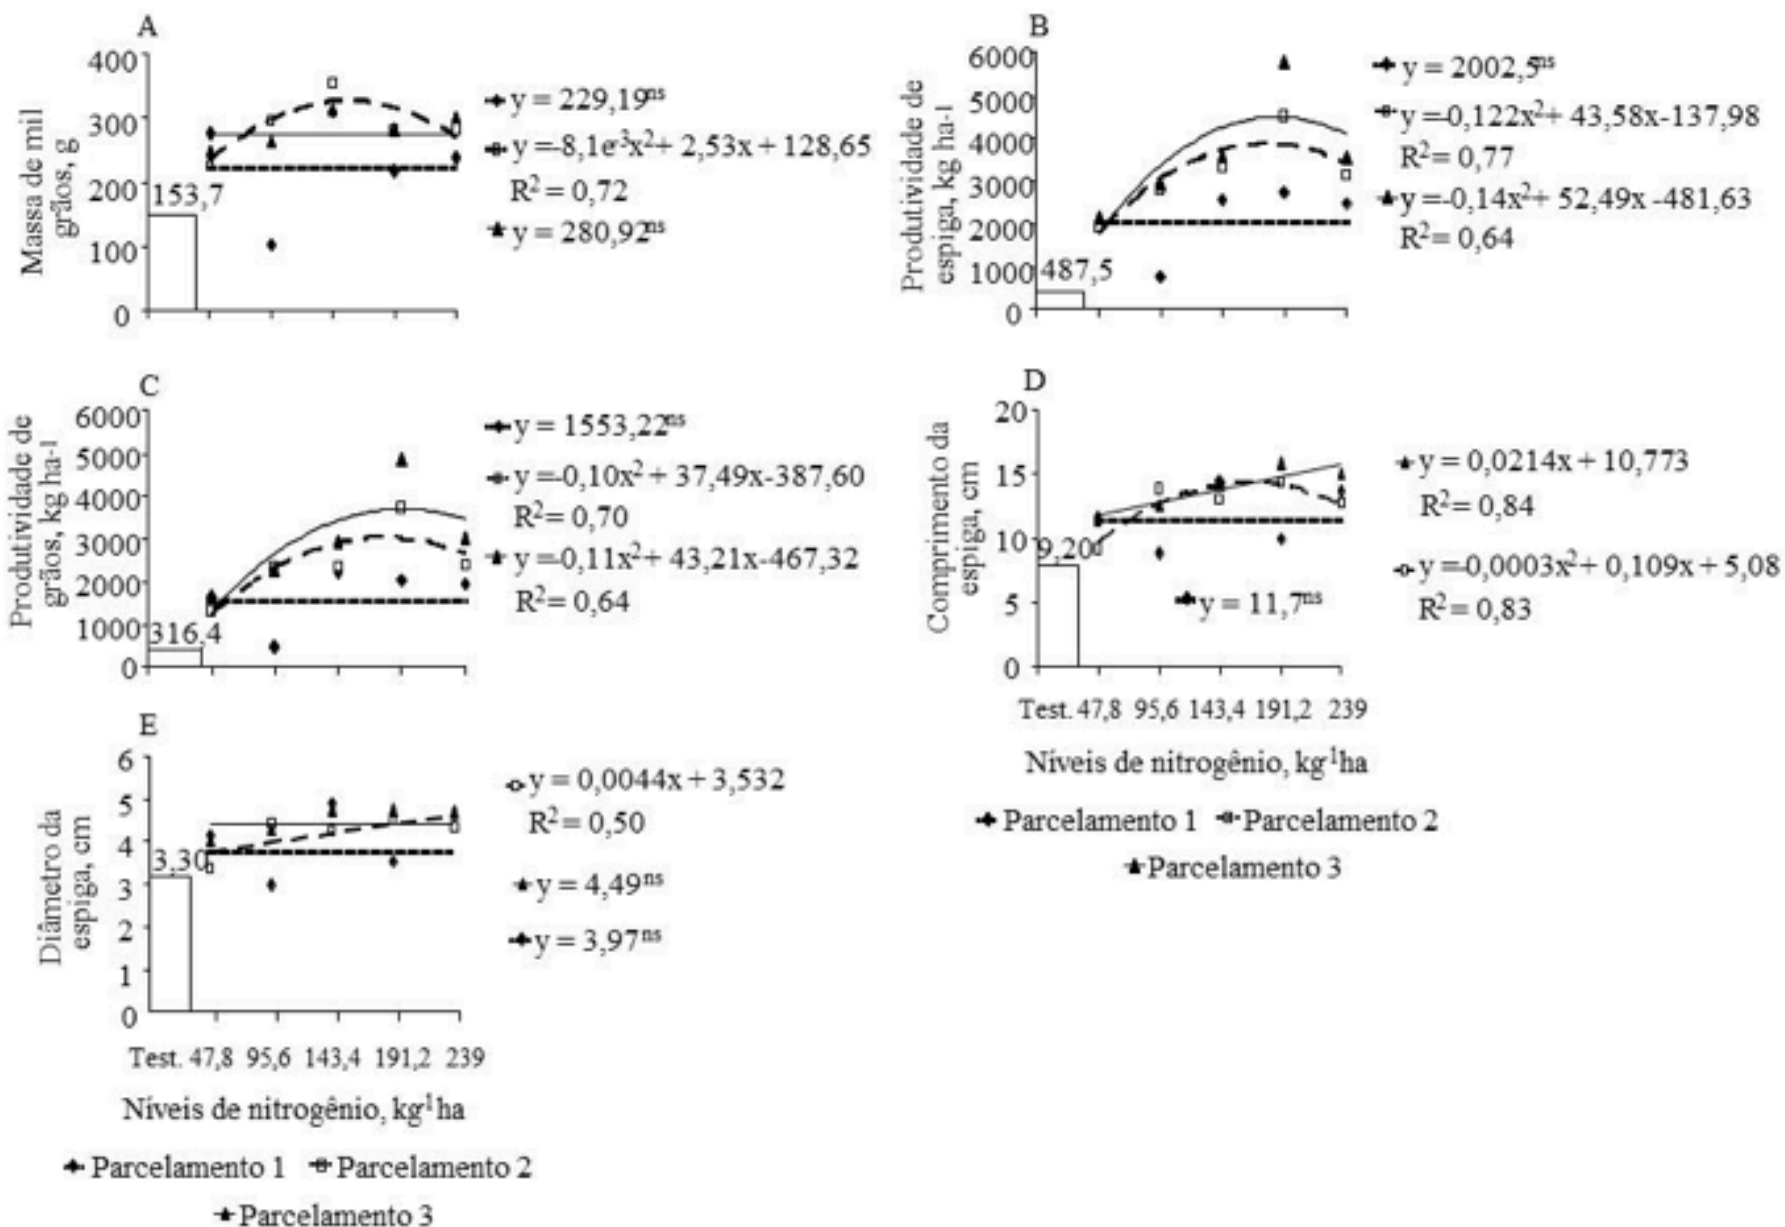 A
Massa de mil
grãos, g
400
300
200
100
0
153,7
y = 229,19ns
y =-8,1e-3x2+ 2,53x + 128,65
R2 = 0,72
y = 280,92ns
B
Produtividade de
espiga, kg ha-1
6000
5000
4000
3000
2000
1000
0
487,5
y = 2002,5ns
y=-0,122x2+ 43,58x-137,98
R2= 0,77
y=-0,14x2+ 52,49x -481,63
R2= 0,64
C
Produtividade de
grãos, kg ha-1
6000
5000
4000
3000
2000
1000
0
316,4
y = 1553,22ns
y=-0,10x2 + 37,49x-387,60
R2 = 0,70
y=-0,11x2+ 43,21x-467,32
R2 = 0,64
D
Comprimento da
espiga, cm
20
15
10
5
0
9,20
y = 11,7ns
y = 0,0214x + 10,773
R2 = 0,84
y=-0,0003x2+ 0,109x + 5,08
R2 = 0,83
Test. 47,8 95,6 143,4 191,2 239
Níveis de nitrogênio, kg1ha
Parcelamento 1 Parcelamento 2
Parcelamento 3
E
Diâmetro da
espiga, cm
6
5
4
3
2
1
0
3,30
y = 0,0044x + 3,532
R2 = 0,50
y = 4,49ns
y = 3,97ns
Test. 47,8 95,6 143,4 191,2 239
Níveis de nitrogênio, kg1ha
Parcelamento 1 Parcelamento 2
Parcelamento 3